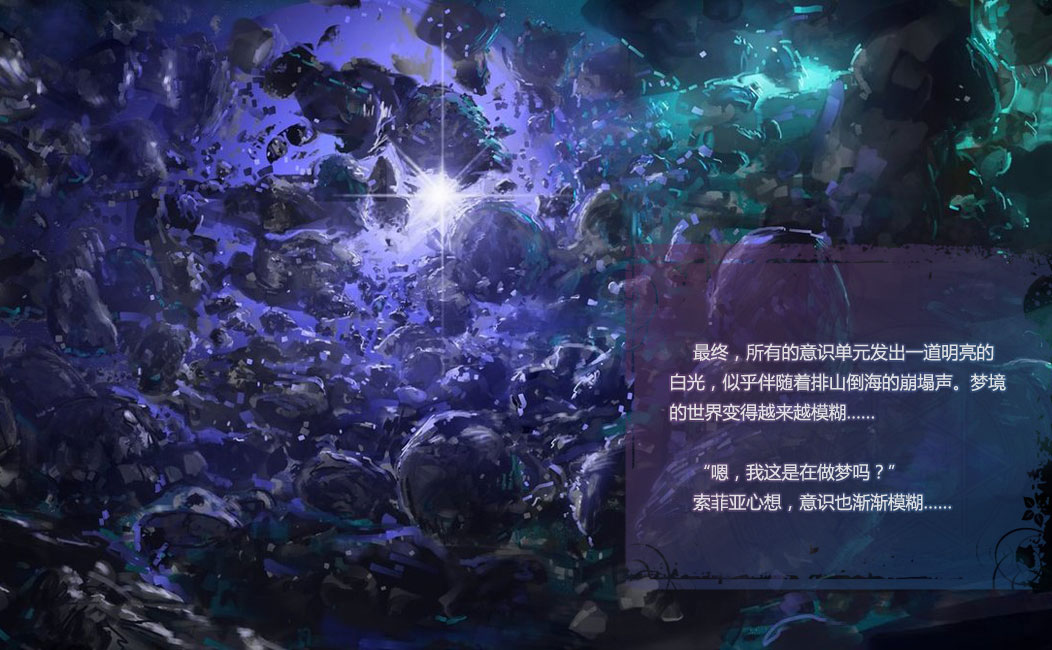 最终，所有的意识单元发出一道明亮的
白光，似乎伴随着排山倒海的崩塌声。梦境
的世界变得越来越模糊......
“嗯，我这是在做梦吗？”
索菲亚心想，意识也渐渐模糊......